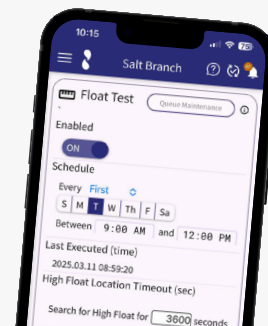 10:15
75
Salt Branch
Float Test
Queue Maintenance
Enabled
ON
Schedule
Every First
S M T W Th F Sa
Between 9:00 AM and 12:00 PM
Last Executed (time)
2025.03.11 08:59:20
High Float Location Timeout (sec)
Search for High Float for 3600 seconds